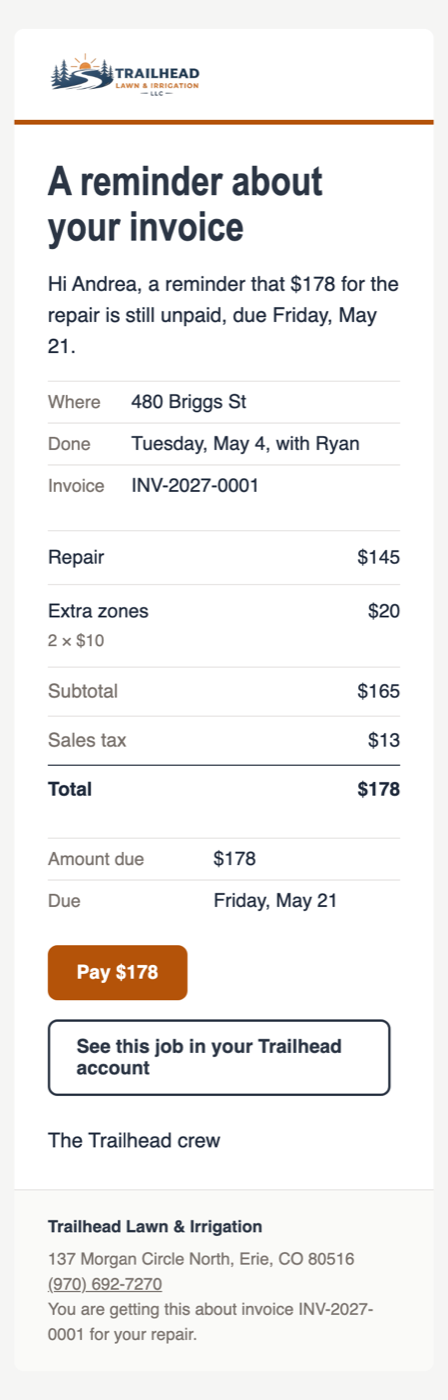 TRAILHEAD
LAWN & IRRIGATION
LLC
A reminder about
your invoice
Hi Andrea, a reminder that $178 for the
repair is still unpaid, due Friday, May
21.
Where 480 Briggs St
Done Tuesday, May 4, with Ryan
Invoice INV-2027-0001
Repair $145
Extra zones $20
2 × $10
Subtotal $165
Sales tax $13
Total $178
Amount due $178
Due Friday, May 21
Pay $178
See this job in your Trailhead
account
The Trailhead crew
Trailhead Lawn & Irrigation
137 Morgan Circle North, Erie, CO 80516
(970) 692-7270
You are getting this about invoice INV-2027-
0001 for your repair.